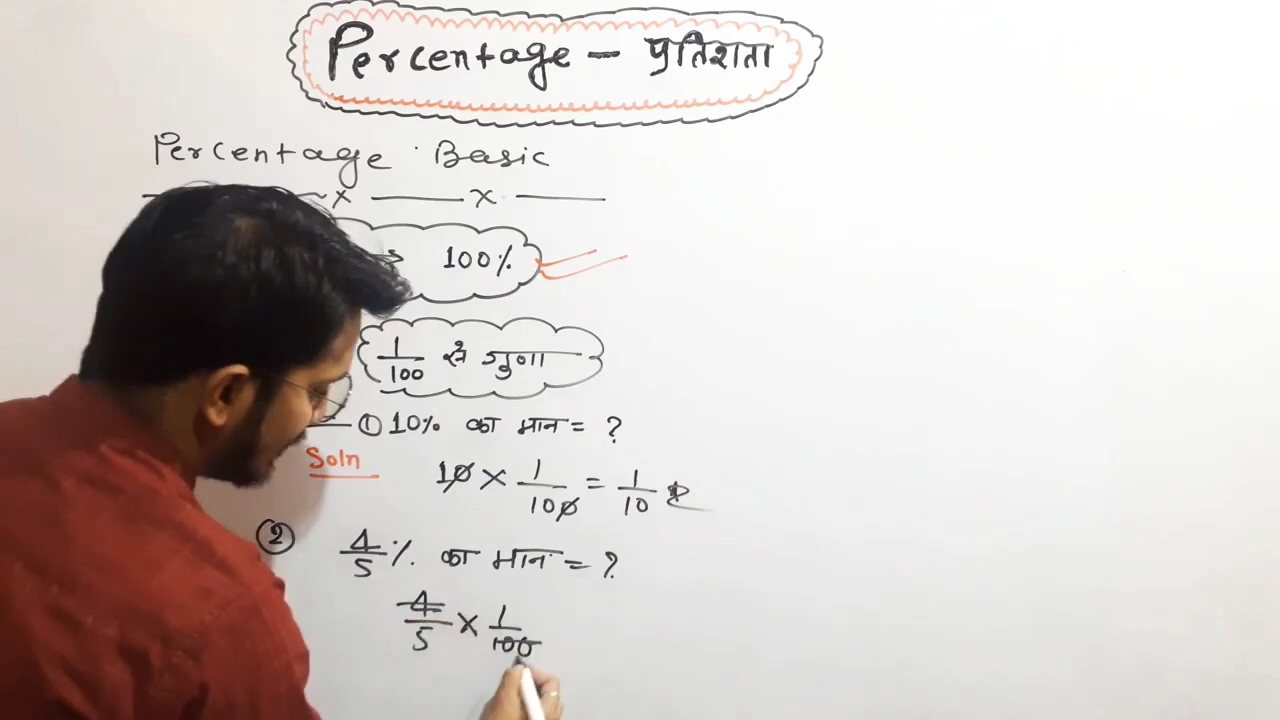 Percentage – प्रतिशता
Percentage Basic
x x
100%
1/100 से गुणा
① 10% का मान = ?
Soln
10 × 1/100 = 1/10
② 4/5 % का मान = ?
4/5 × 1/100